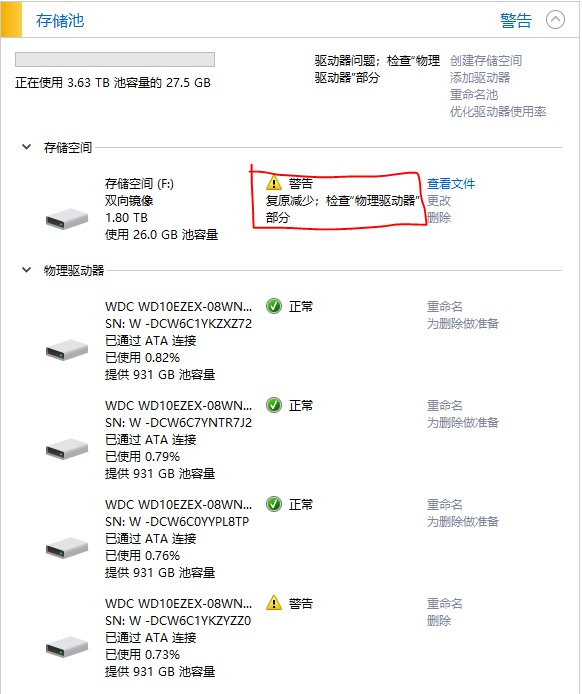 存储池
警告
正在使用 3.63 TB 池容量的 27.5 GB
驱动器问题；检查“物理
驱动器”部分
创建存储空间
添加驱动器
重命名池
优化驱动器使用率
存储空间
存储空间 (F:)
双向镜像
1.80 TB
使用 26.0 GB 池容量
警告
复原减少；检查“物理驱动器”
部分
查看文件
更改
删除
物理驱动器
WDC WD10EZEX-08WN...
SN: W -DCW6C1YKZXZ72
已通过 ATA 连接
已使用 0.82%
提供 931 GB 池容量
正常
重命名
为删除做准备
WDC WD10EZEX-08WN...
SN: W -DCW6C7YNTR7J2
已通过 ATA 连接
已使用 0.79%
提供 931 GB 池容量
正常
重命名
为删除做准备
WDC WD10EZEX-08WN...
SN: W -DCW6C0YYPL8TP
已通过 ATA 连接
已使用 0.76%
提供 931 GB 池容量
正常
重命名
为删除做准备
WDC WD10EZEX-08WN...
SN: W -DCW6C1YKZYZZ0
已通过 ATA 连接
已使用 0.73%
提供 931 GB 池容量
警告
重命名
删除